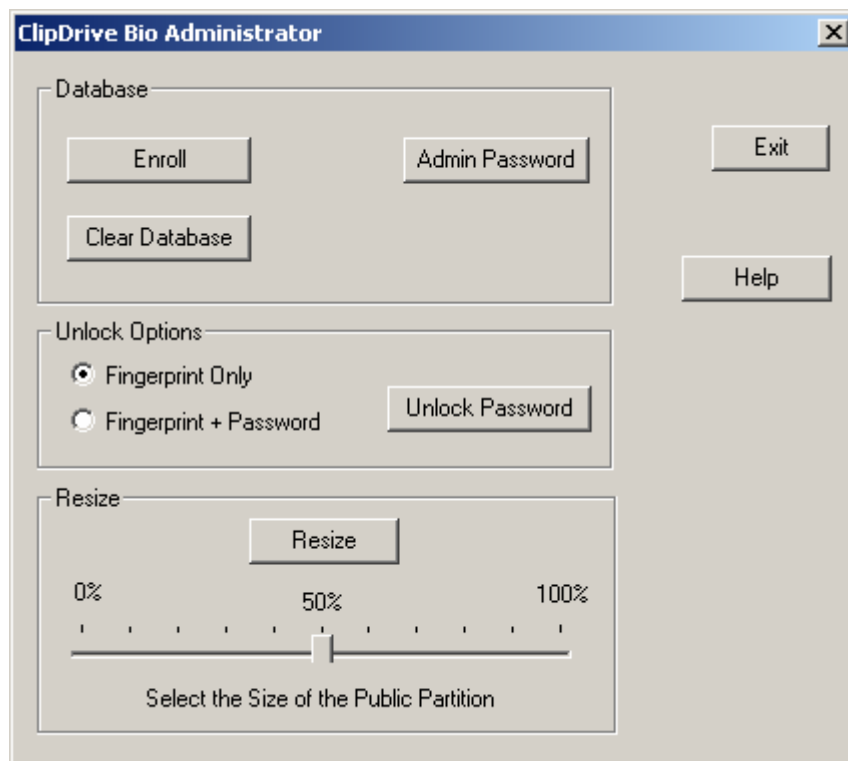 ClipDrive Bio Administrator
Database
Enroll
Admin Password
Exit
Clear Database
Help
Unlock Options
Fingerprint Only
Fingerprint + Password
Unlock Password
Resize
Resize
0%
50%
100%
Select the Size of the Public Partition